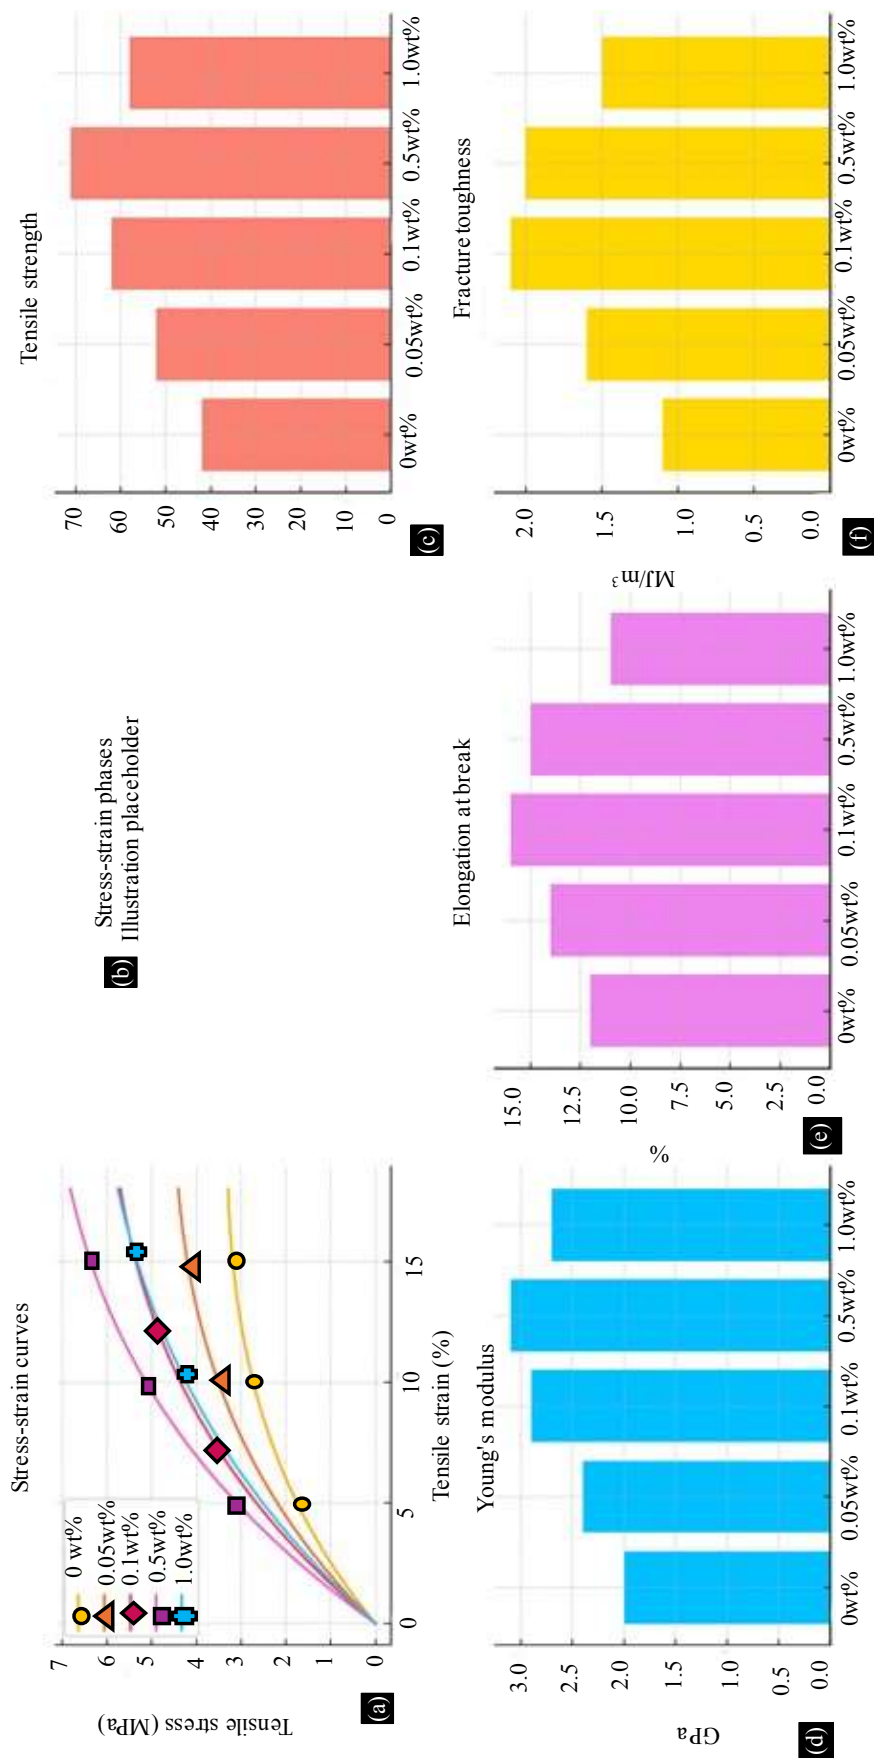 Stress-strain curves
0 wt%
0.05wt%
0.1wt%
0.5wt%
1.0wt%
7
6
5
4
3
2
1
0
Tensile stress (MPa)
0
5
10
15
Tensile strain (%)
(a)
Stress-strain phases
Illustration placeholder
(b)
Tensile strength
70
60
50
40
30
20
10
0
0wt%
0.05wt%
0.1wt%
0.5wt%
1.0wt%
(c)
Young's modulus
3.0
2.5
2.0
1.5
1.0
0.5
0.0
GPa
0wt%
0.05wt%
0.1wt%
0.5wt%
1.0wt%
(d)
Elongation at break
15.0
12.5
10.0
7.5
5.0
2.5
0.0
%
0wt%
0.05wt%
0.1wt%
0.5wt%
1.0wt%
(e)
Fracture toughness
2.0
1.5
1.0
0.5
0.0
MJ/m³
0wt%
0.05wt%
0.1wt%
0.5wt%
1.0wt%
(f)